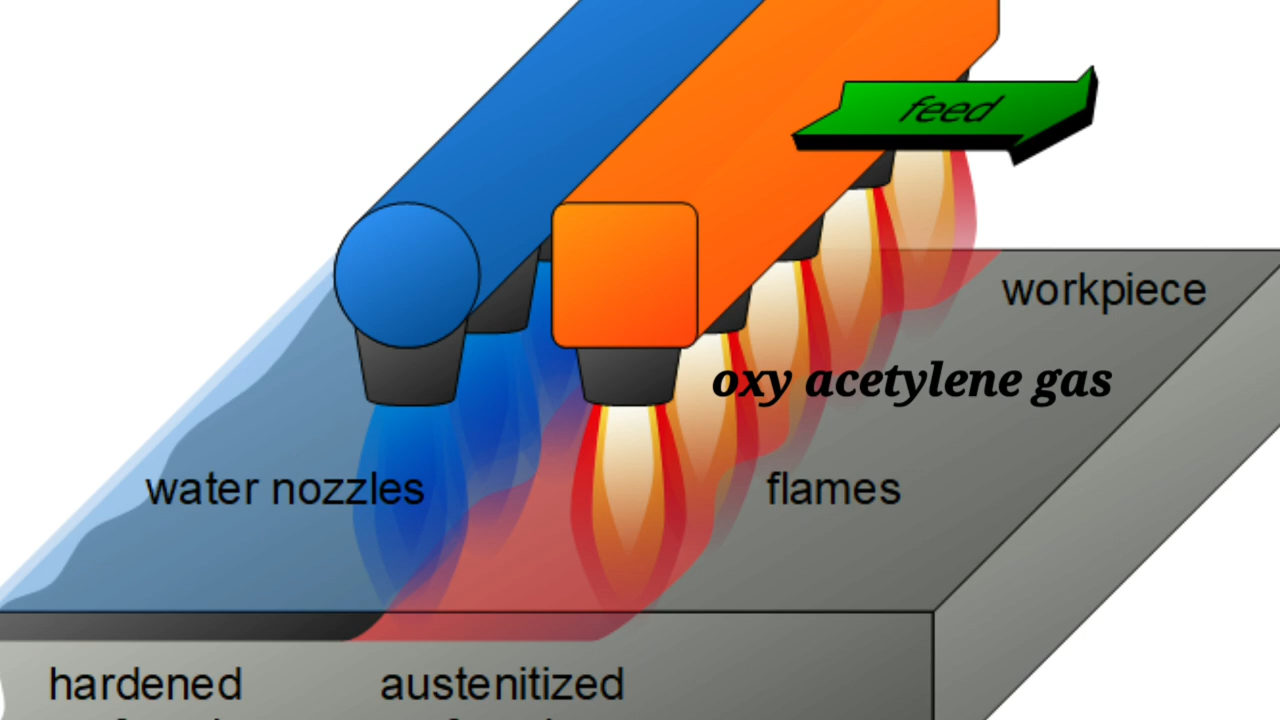 feed
workpiece
oxy acetylene gas
water nozzles
flames
hardened
austenitized